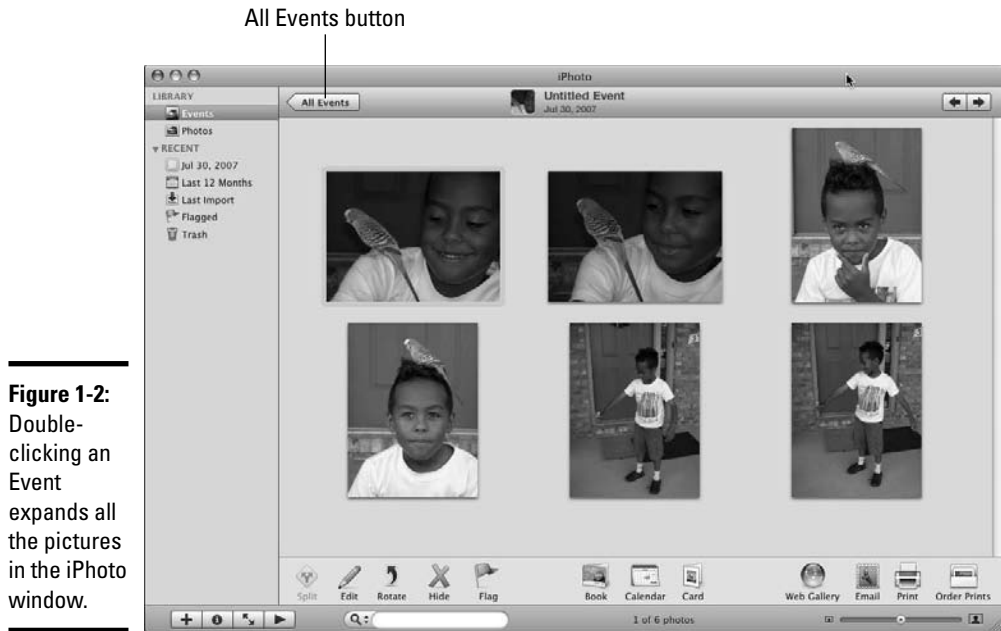 All Events button
iPhoto
LIBRARY
Events
Photos
▼ RECENT
Jul 30, 2007
Last 12 Months
Last Import
Flagged
Trash
All Events
Untitled Event
Jul 30, 2007
Split
Edit
Rotate
Hide
Flag
Book
Calendar
Card
Web Gallery
Email
Print
Order Prints
1 of 6 photos
Figure 1-2:
Double-
clicking an
Event
expands all
the pictures
in the iPhoto
window.